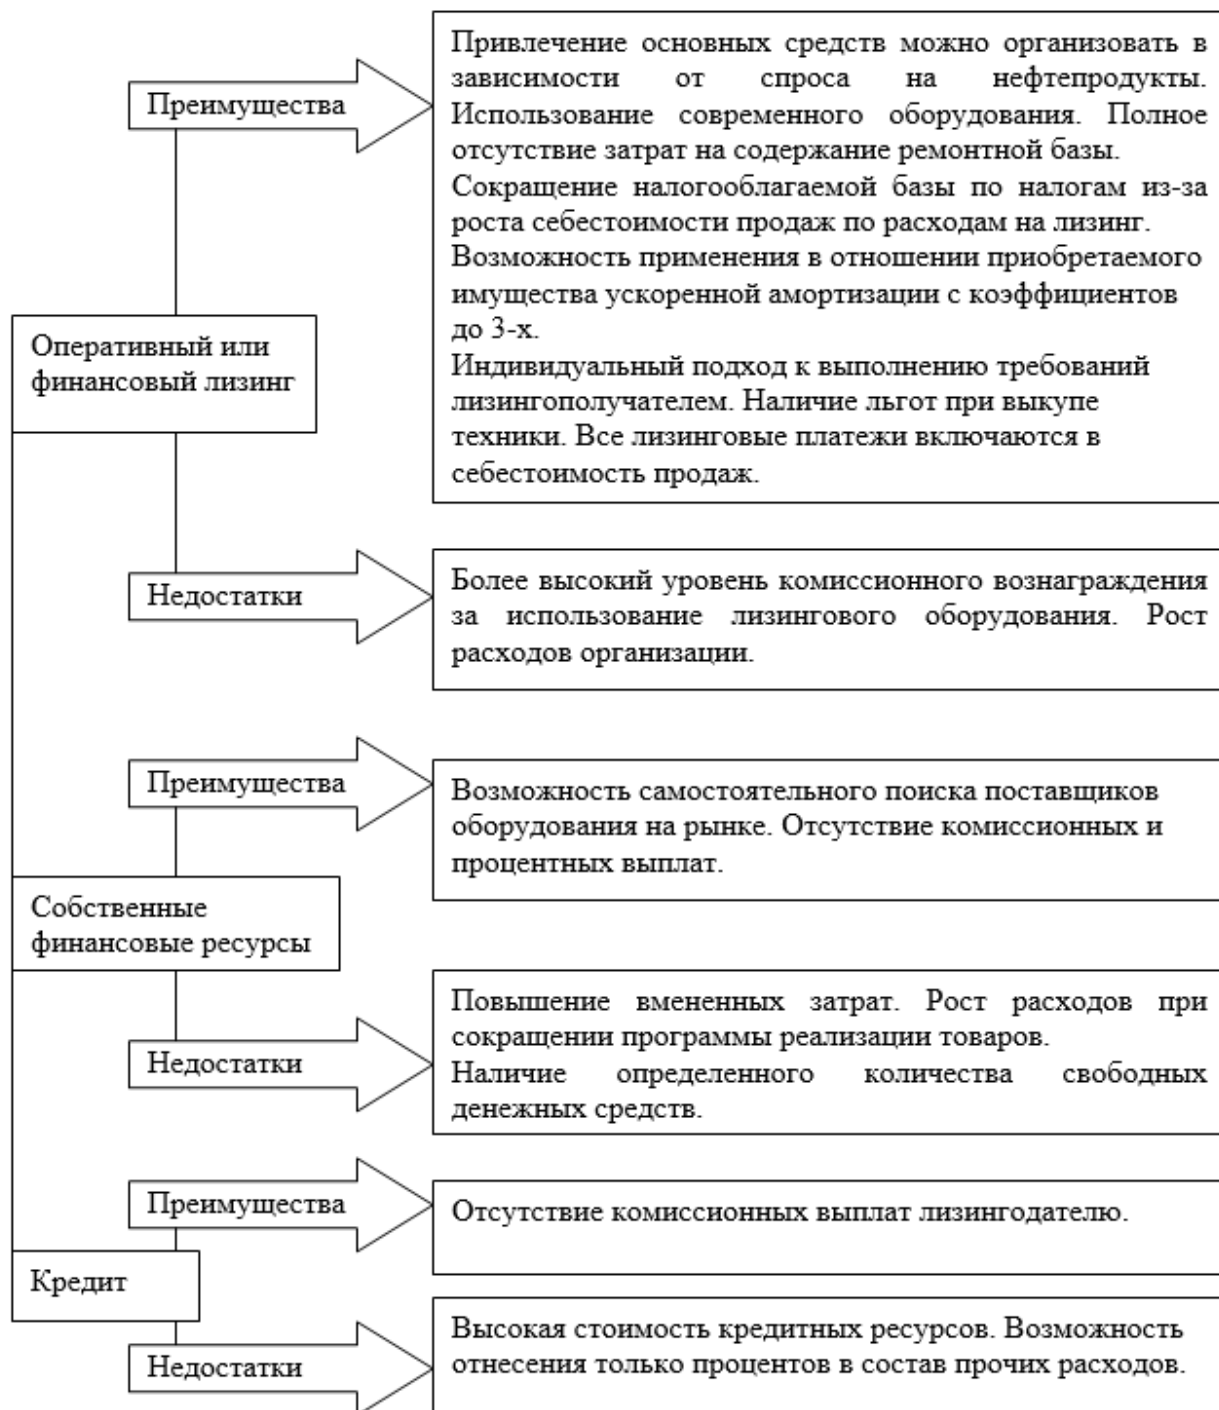 Преимущества
Привлечение основных средств можно организовать в
зависимости от спроса на нефтепродукты.
Использование современного оборудования. Полное
отсутствие затрат на содержание ремонтной базы.
Сокращение налогооблагаемой базы по налогам из-за
роста себестоимости продаж по расходам на лизинг.
Возможность применения в отношении приобретаемого
имущества ускоренной амортизации с коэффициентов
до 3-х.
Индивидуальный подход к выполнению требований
лизингополучателем. Наличие льгот при выкупе
техники. Все лизинговые платежи включаются в
себестоимость продаж.
Оперативный или
финансовый лизинг
Недостатки
Более высокий уровень комиссионного вознаграждения
за использование лизингового оборудования. Рост
расходов организации.
Преимущества
Возможность самостоятельного поиска поставщиков
оборудования на рынке. Отсутствие комиссионных и
процентных выплат.
Собственные
финансовые ресурсы
Недостатки
Повышение вмененных затрат. Рост расходов при
сокращении программы реализации товаров.
Наличие определенного количества свободных
денежных средств.
Преимущества
Отсутствие комиссионных выплат лизингодателю.
Кредит
Недостатки
Высокая стоимость кредитных ресурсов. Возможность
отнесения только процентов в состав прочих расходов.